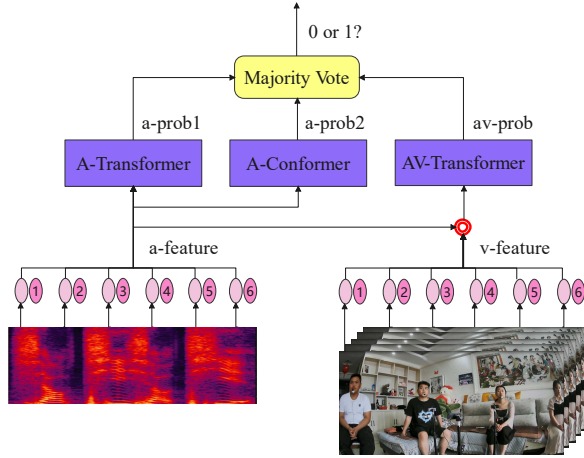 0 or 1?
Majority Vote
a-prob1
a-prob2
av-prob
A-Transformer
A-Conformer
AV-Transformer
a-feature
v-feature
1 2 3 4 5 6
1 2 3 4 5 6